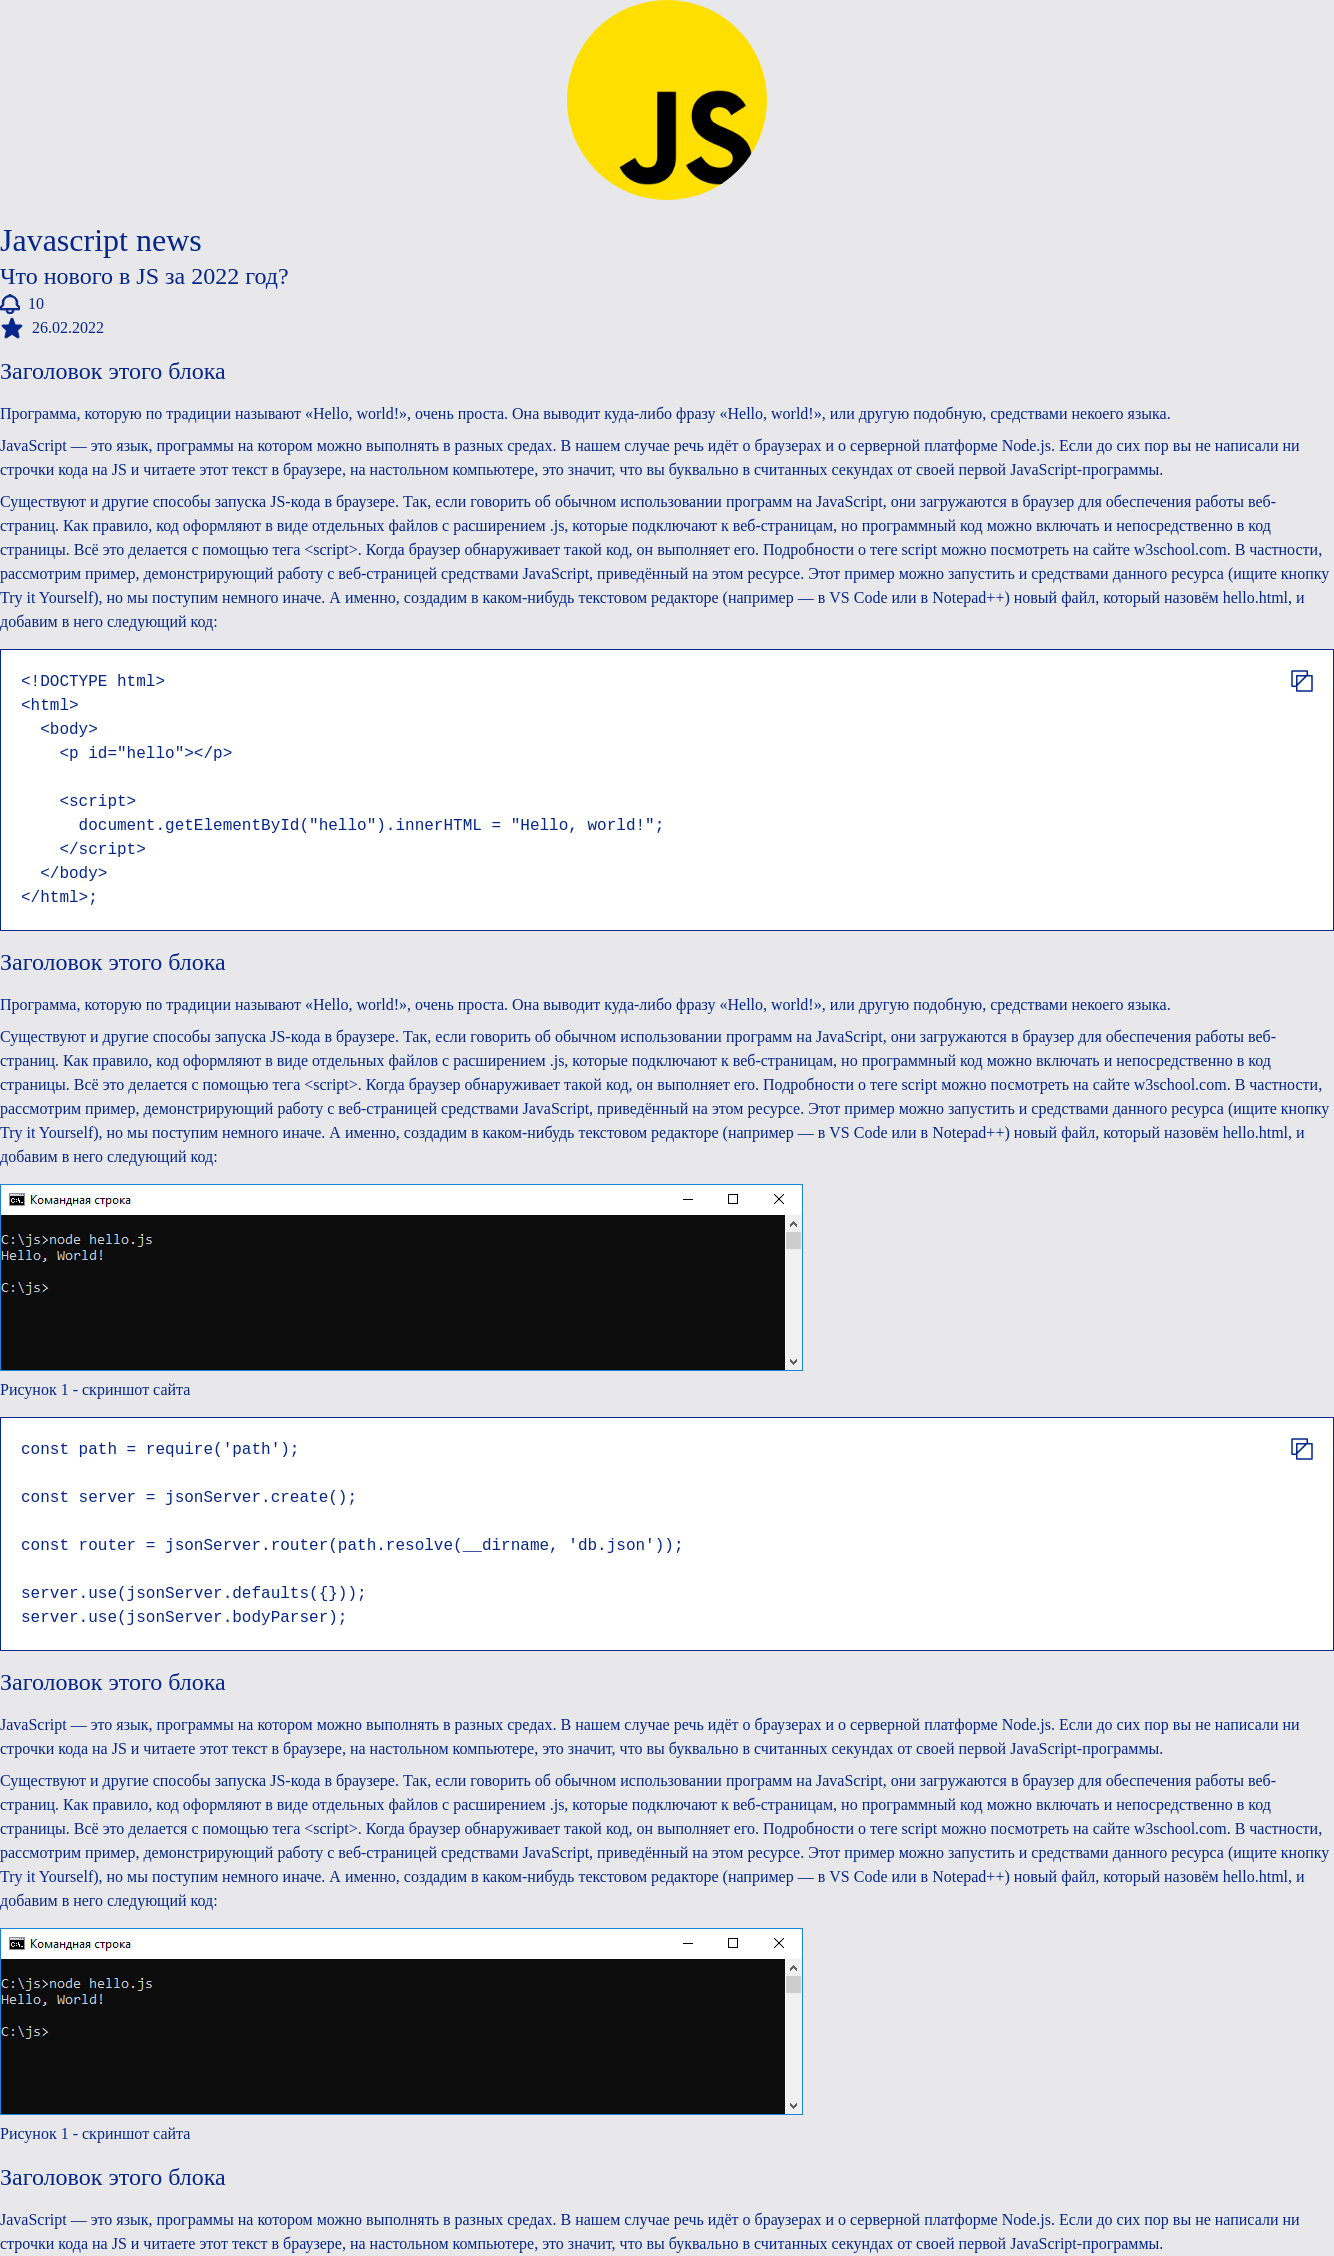 JS
Javascript news
Что нового в JS за 2022 год?
10
26.02.2022
Заголовок этого блока
Программа, которую по традиции называют «Hello, world!», очень проста. Она выводит куда-либо фразу «Hello, world!», или другую подобную, средствами некоего языка.
JavaScript — это язык, программы на котором можно выполнять в разных средах. В нашем случае речь идёт о браузерах и о серверной платформе Node.js. Если до сих пор вы не написали ни
строчки кода на JS и читаете этот текст в браузере, на настольном компьютере, это значит, что вы буквально в считанных секундах от своей первой JavaScript-программы.
Существуют и другие способы запуска JS-кода в браузере. Так, если говорить об обычном использовании программ на JavaScript, они загружаются в браузер для обеспечения работы веб-
страниц. Как правило, код оформляют в виде отдельных файлов с расширением .js, которые подключают к веб-страницам, но программный код можно включать и непосредственно в код
страницы. Всё это делается с помощью тега <script>. Когда браузер обнаруживает такой код, он выполняет его. Подробности о теге script можно посмотреть на сайте w3school.com. В частности,
рассмотрим пример, демонстрирующий работу с веб-страницей средствами JavaScript, приведённый на этом ресурсе. Этот пример можно запустить и средствами данного ресурса (ищите кнопку
Try it Yourself), но мы поступим немного иначе. А именно, создадим в каком-нибудь текстовом редакторе (например — в VS Code или в Notepad++) новый файл, который назовём hello.html, и
добавим в него следующий код:
<!DOCTYPE html>
<html>
  <body>
    <p id="hello"></p>
    <script>
      document.getElementById("hello").innerHTML = "Hello, world!";
    </script>
  </body>
</html>;
Заголовок этого блока
Программа, которую по традиции называют «Hello, world!», очень проста. Она выводит куда-либо фразу «Hello, world!», или другую подобную, средствами некоего языка.
Существуют и другие способы запуска JS-кода в браузере. Так, если говорить об обычном использовании программ на JavaScript, они загружаются в браузер для обеспечения работы веб-
страниц. Как правило, код оформляют в виде отдельных файлов с расширением .js, которые подключают к веб-страницам, но программный код можно включать и непосредственно в код
страницы. Всё это делается с помощью тега <script>. Когда браузер обнаруживает такой код, он выполняет его. Подробности о теге script можно посмотреть на сайте w3school.com. В частности,
рассмотрим пример, демонстрирующий работу с веб-страницей средствами JavaScript, приведённый на этом ресурсе. Этот пример можно запустить и средствами данного ресурса (ищите кнопку
Try it Yourself), но мы поступим немного иначе. А именно, создадим в каком-нибудь текстовом редакторе (например — в VS Code или в Notepad++) новый файл, который назовём hello.html, и
добавим в него следующий код:
Командная строка
C:\js>node hello.js
Hello, World!
C:\js>
Рисунок 1 - скриншот сайта
const path = require('path');
const server = jsonServer.create();
const router = jsonServer.router(path.resolve(__dirname, 'db.json'));
server.use(jsonServer.defaults({}));
server.use(jsonServer.bodyParser);
Заголовок этого блока
JavaScript — это язык, программы на котором можно выполнять в разных средах. В нашем случае речь идёт о браузерах и о серверной платформе Node.js. Если до сих пор вы не написали ни
строчки кода на JS и читаете этот текст в браузере, на настольном компьютере, это значит, что вы буквально в считанных секундах от своей первой JavaScript-программы.
Существуют и другие способы запуска JS-кода в браузере. Так, если говорить об обычном использовании программ на JavaScript, они загружаются в браузер для обеспечения работы веб-
страниц. Как правило, код оформляют в виде отдельных файлов с расширением .js, которые подключают к веб-страницам, но программный код можно включать и непосредственно в код
страницы. Всё это делается с помощью тега <script>. Когда браузер обнаруживает такой код, он выполняет его. Подробности о теге script можно посмотреть на сайте w3school.com. В частности,
рассмотрим пример, демонстрирующий работу с веб-страницей средствами JavaScript, приведённый на этом ресурсе. Этот пример можно запустить и средствами данного ресурса (ищите кнопку
Try it Yourself), но мы поступим немного иначе. А именно, создадим в каком-нибудь текстовом редакторе (например — в VS Code или в Notepad++) новый файл, который назовём hello.html, и
добавим в него следующий код:
Командная строка
C:\js>node hello.js
Hello, World!
C:\js>
Рисунок 1 - скриншот сайта
Заголовок этого блока
JavaScript — это язык, программы на котором можно выполнять в разных средах. В нашем случае речь идёт о браузерах и о серверной платформе Node.js. Если до сих пор вы не написали ни
строчки кода на JS и читаете этот текст в браузере, на настольном компьютере, это значит, что вы буквально в считанных секундах от своей первой JavaScript-программы.